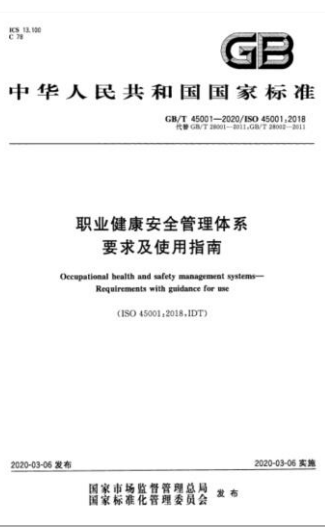 ICS 13.100
C 78
GB
中华人民共和国国家标准
GB/T 45001—2020/ISO 45001:2018
代替 GB/T 28001—2011,GB/T 28002—2011
职业健康安全管理体系
要求及使用指南
Occupational health and safety management systems—
Requirements with guidance for use
(ISO 45001:2018,IDT)
2020-03-06 发布
2020-03-06 实施
国家市场监督管理总局
国家标准化管理委员会
发布